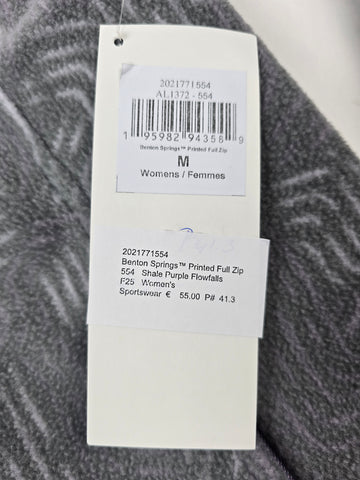 2021771554
AL1372 - 554
1 95982 94358 9
Benton Springs™ Printed Full Zip
M
Womens / Femmes
2021771554
Benton Springs™ Printed Full Zip
554 Shale Purple Flowfalls
F25 Women's
Sportswear € 55.00 P# 41.3